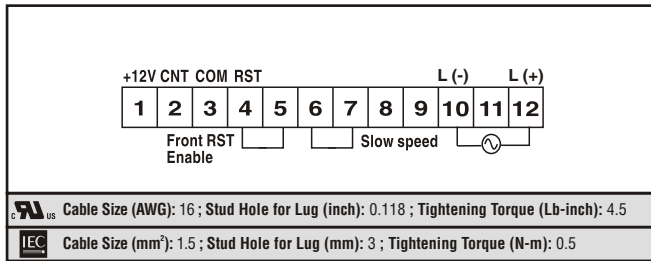 +12V CNT COM RST L (-) L (+)
1 2 3 4 5 6 7 8 9 10 11 12
Front RST Slow speed
Enable
c RU us Cable Size (AWG): 16 ; Stud Hole for Lug (inch): 0.118 ; Tightening Torque (Lb-inch): 4.5
IEC Cable Size (mm²): 1.5 ; Stud Hole for Lug (mm): 3 ; Tightening Torque (N-m): 0.5